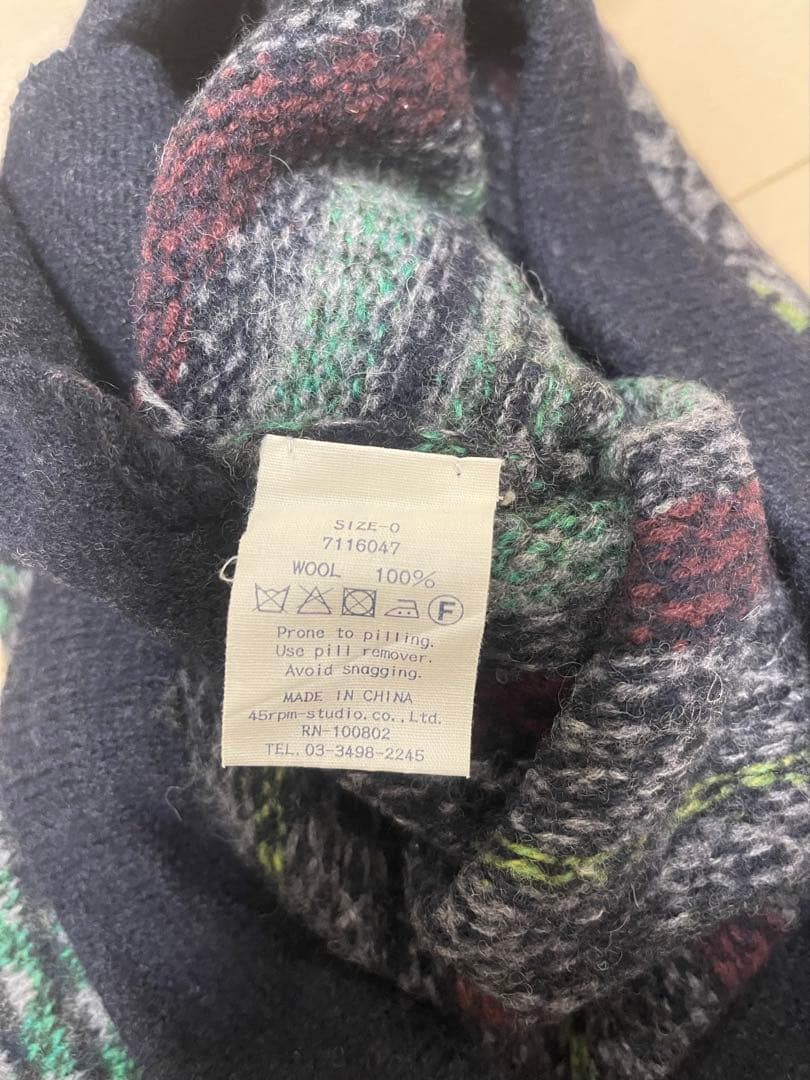 SIZE-0
7116047
WOOL 100%
F
Prone to pilling.
Use pill remover.
Avoid snagging.
MADE IN CHINA
45rpm-studio.co.,Ltd.
RN-100802
TEL.03-3498-2245